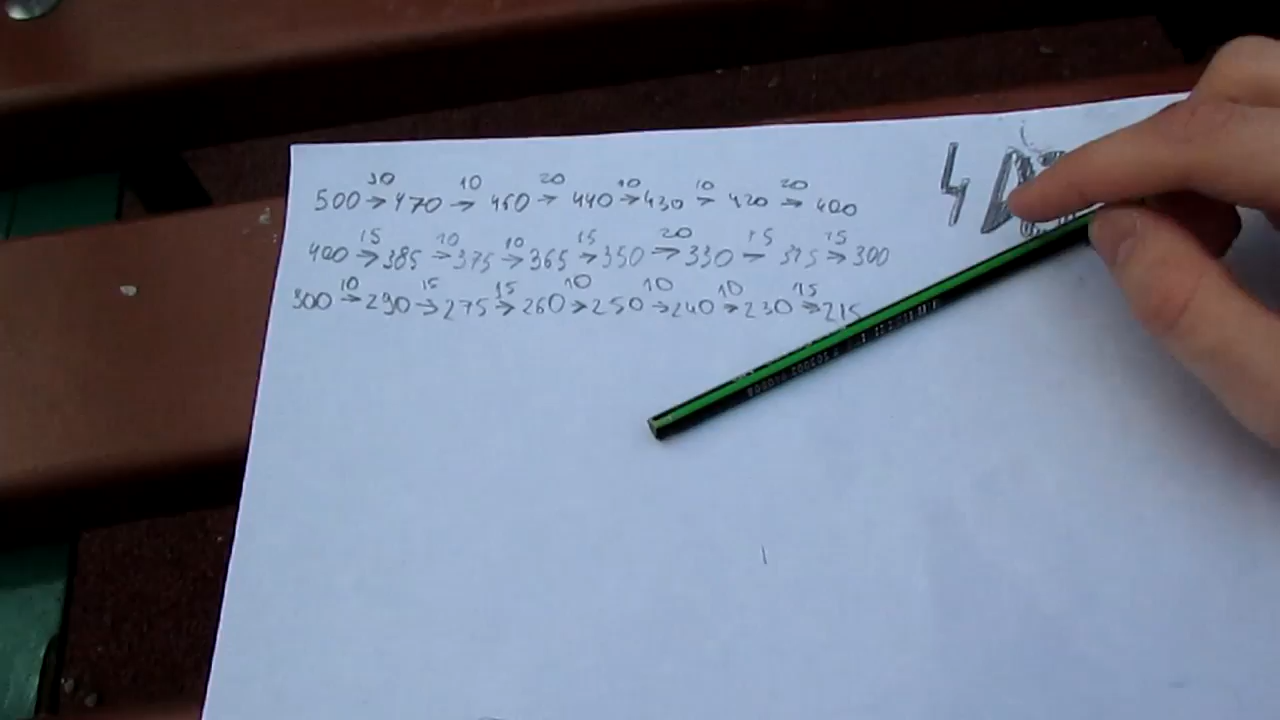 30 10 20 10 10 20
500 → 470 → 460 → 440 → 430 → 420 → 400
15 10 10 15 20 15 15
400 → 385 → 375 → 365 → 350 → 330 → 315 → 300
10 15 15 10 10 10 15
300 → 290 → 275 → 260 → 250 → 240 → 230 → 215
4